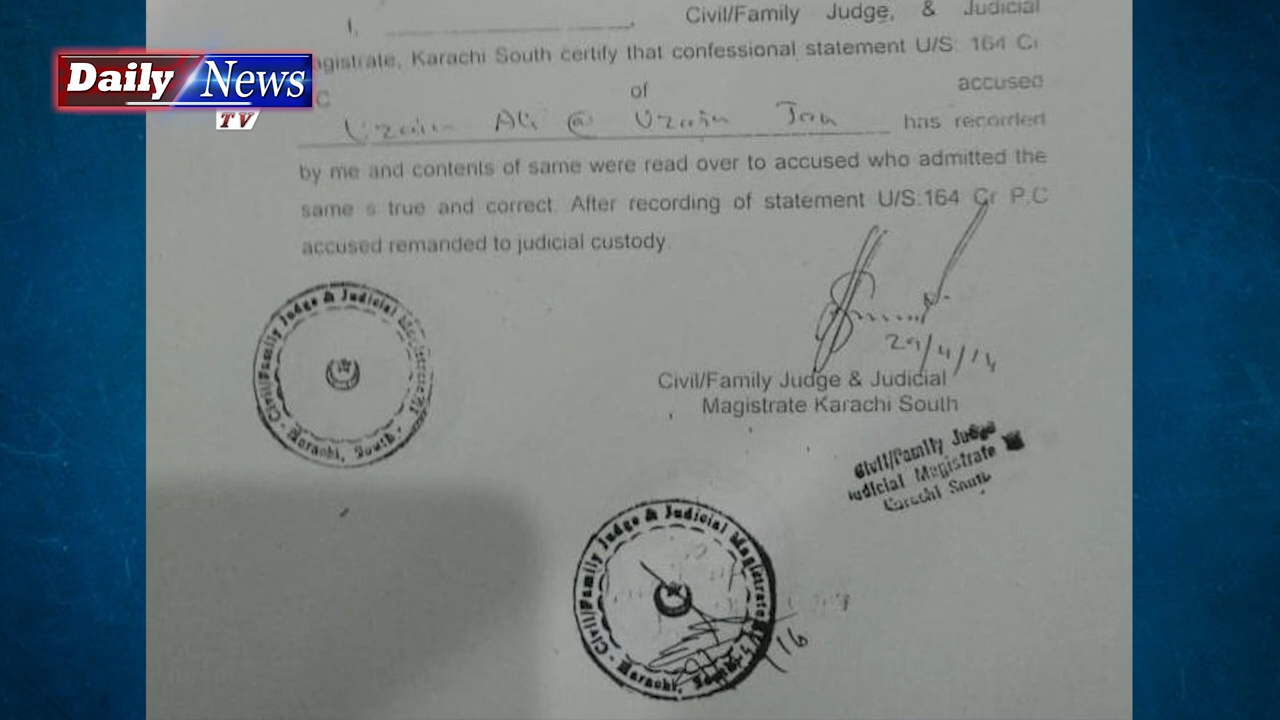 Daily News
TV
I, Civil/Family Judge, & Judicial
agistrate, Karachi South certify that confessional statement U/S: 164 Cr
C of accused
Uzair Ali @ Uzair Jan has recorded
by me and contents of same were read over to accused who admitted the
same s true and correct. After recording of statement U/S:164 Cr P.C
accused remanded to judicial custody.
29/4/16
Civil/Family Judge & Judicial
Magistrate Karachi South
Civil/Family Judge
udicial Magistrate
Karachi South
Civil/Family Judge & Judicial Magistrate
Karachi, South
Civil/Family Judge & Judicial Magistrate
Karachi, South